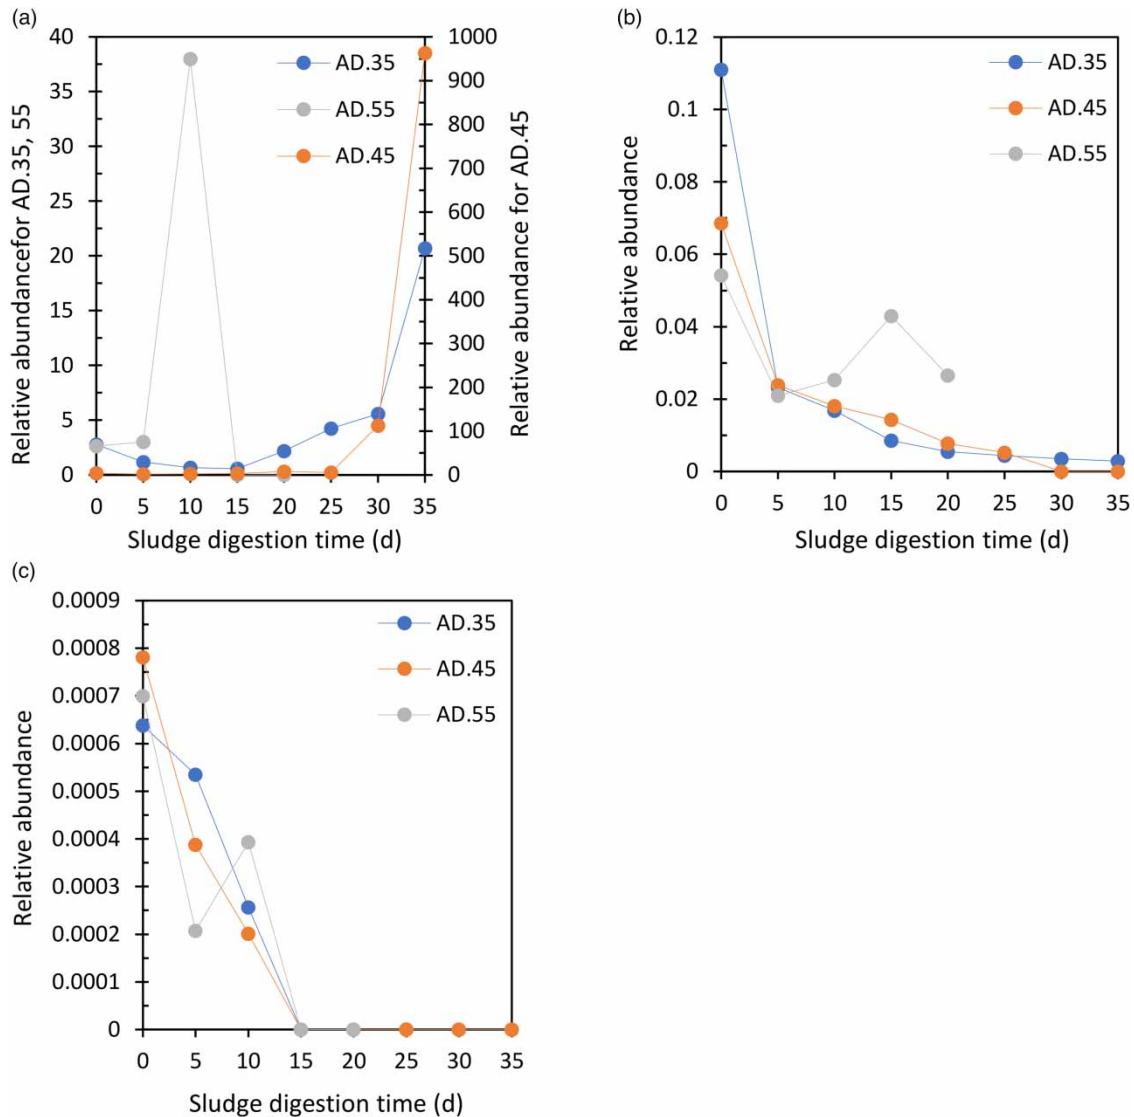 (a)
40
35
30
25
20
15
10
5
0
Relative abundancefor AD.35, 55
1000
900
800
700
600
500
400
300
200
100
0
Relative abundance for AD.45
AD.35
AD.55
AD.45
0 5 10 15 20 25 30 35
Sludge digestion time (d)
(b)
0.12
0.1
0.08
0.06
0.04
0.02
0
Relative abundance
AD.35
AD.45
AD.55
0 5 10 15 20 25 30 35
Sludge digestion time (d)
(c)
0.0009
0.0008
0.0007
0.0006
0.0005
0.0004
0.0003
0.0002
0.0001
0
Relative abundance
AD.35
AD.45
AD.55
0 5 10 15 20 25 30 35
Sludge digestion time (d)